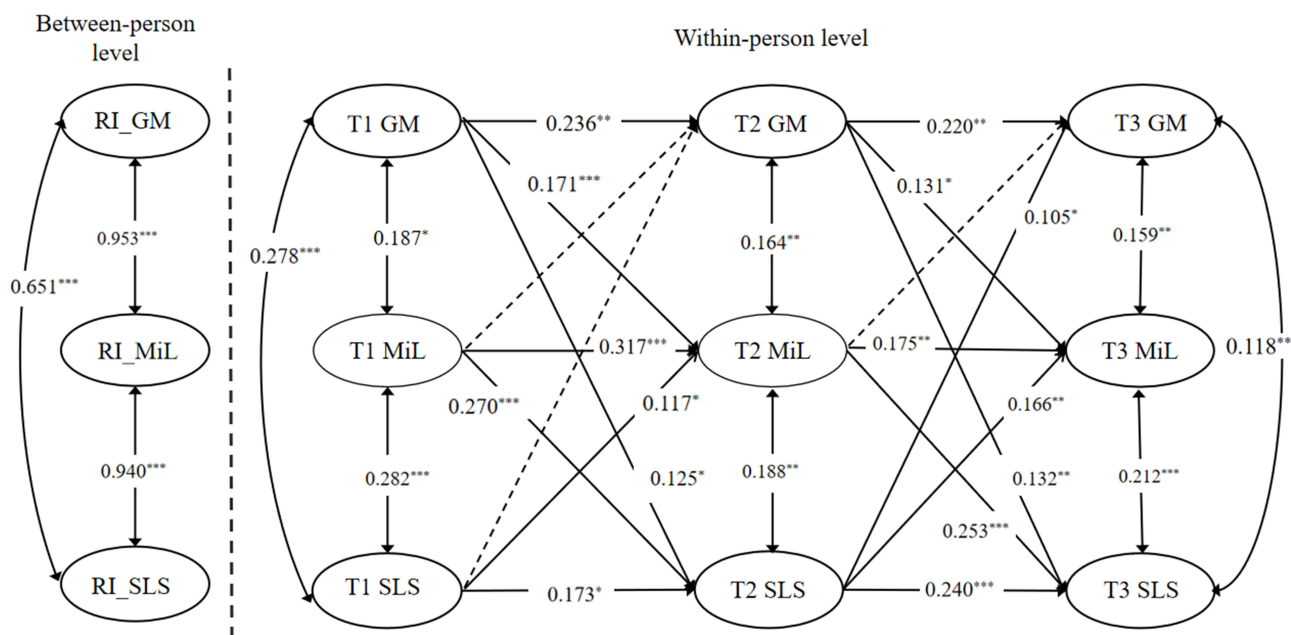 Between-person
level
Within-person level
RI_GM
T1 GM
0.236**
T2 GM
0.220**
T3 GM
0.171***
0.131*
0.105*
0.953***
0.187*
0.164**
0.159**
0.278***
0.651***
RI_MiL
T1 MiL
0.317***
T2 MiL
0.175**
T3 MiL
0.118**
0.270***
0.117*
0.166**
0.940***
0.282***
0.125*
0.188**
0.132**
0.212***
0.253***
RI_SLS
T1 SLS
0.173*
T2 SLS
0.240***
T3 SLS